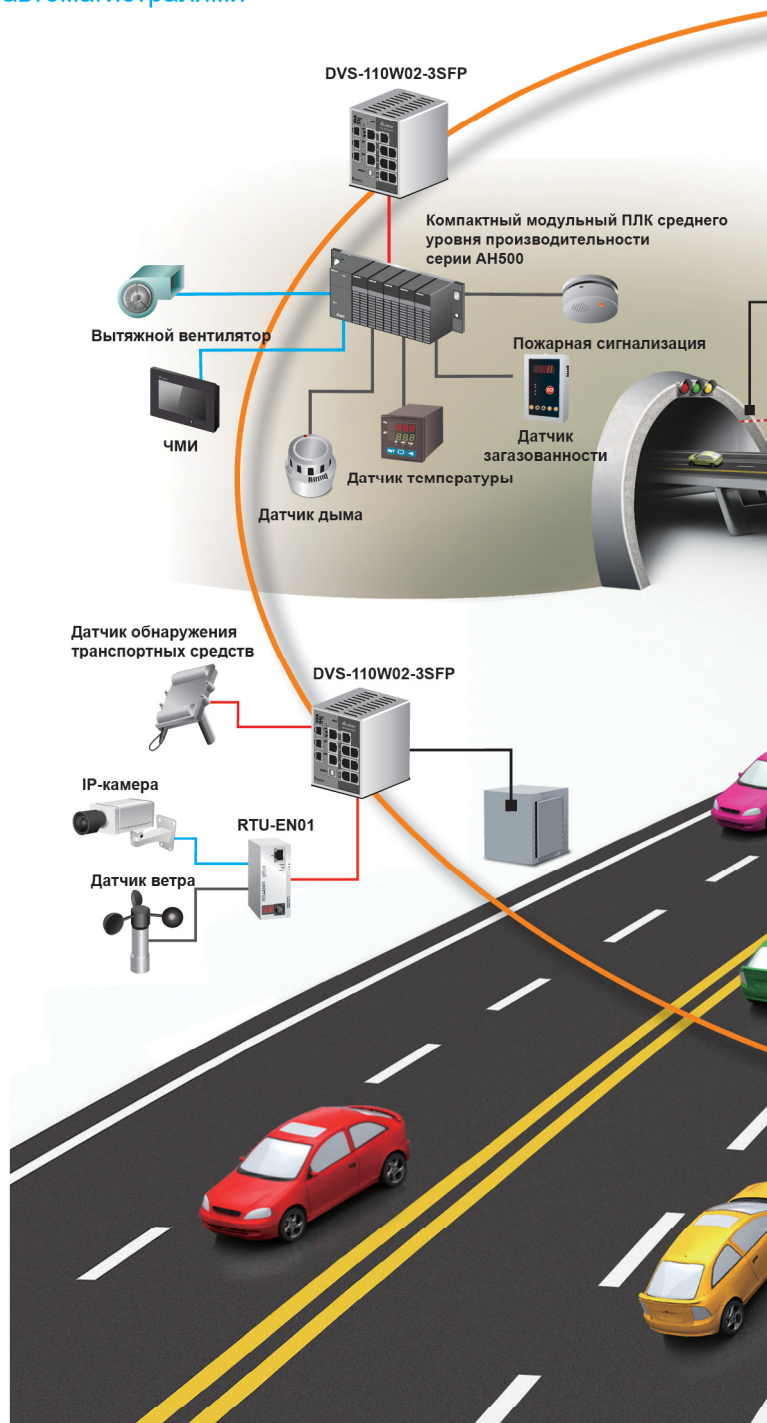 автомагистралями
DVS-110W02-3SFP
Компактный модульный ПЛК среднего
уровня производительности
серии AH500
Вытяжной вентилятор
Пожарная сигнализация
ЧМИ
Датчик
загазованности
Датчик температуры
Датчик дыма
Датчик обнаружения
транспортных средств
DVS-110W02-3SFP
IP-камера
RTU-EN01
Датчик ветра